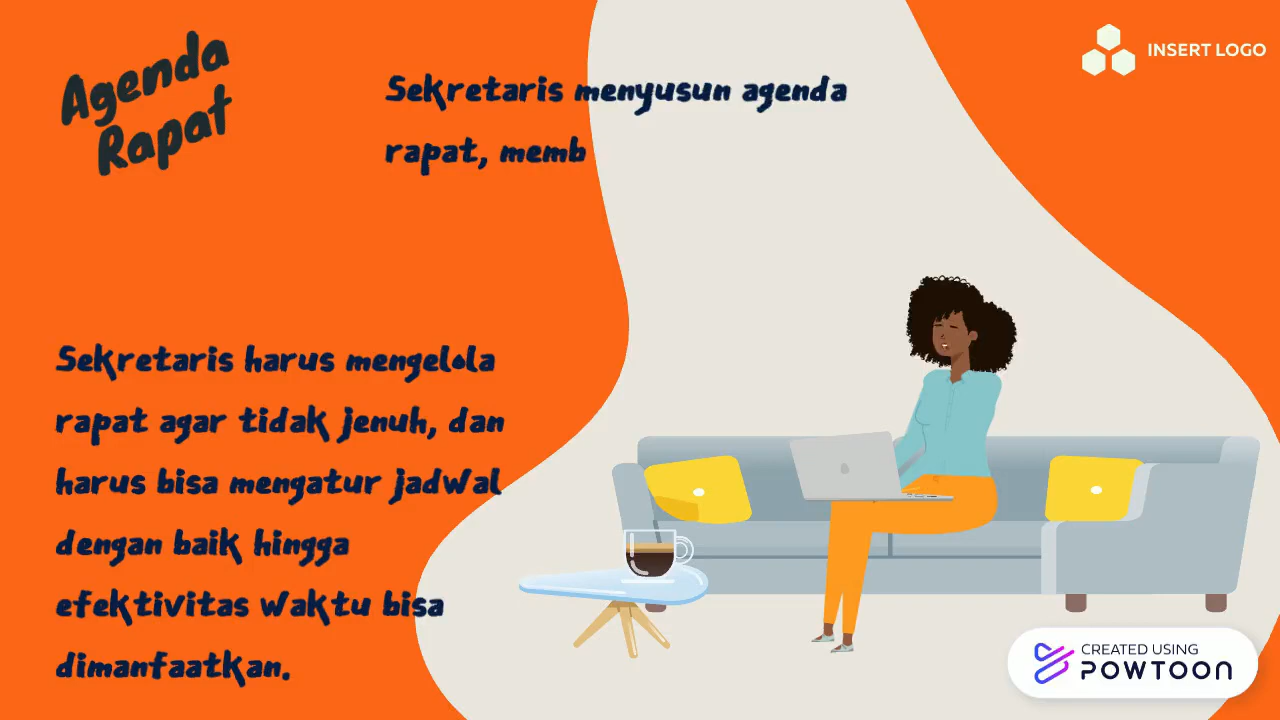 Agenda
Rapat
Sekretaris menyusun agenda
rapat, memb
Sekretaris harus mengelola
rapat agar tidak jenuh, dan
harus bisa mengatur jadwal
dengan baik hingga
efektivitas waktu bisa
dimanfaatkan.
INSERT LOGO
CREATED USING
POWTOON